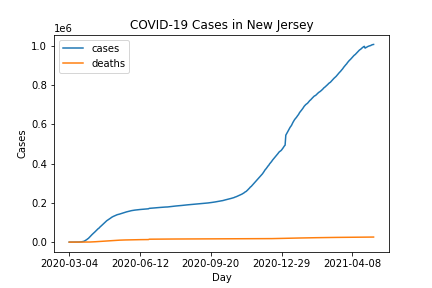 COVID-19 Cases in New Jersey
1e6
cases
deaths
1.0
0.8
0.6
0.4
0.2
0.0
Cases
2020-03-04 2020-06-12 2020-09-20 2020-12-29 2021-04-08
Day